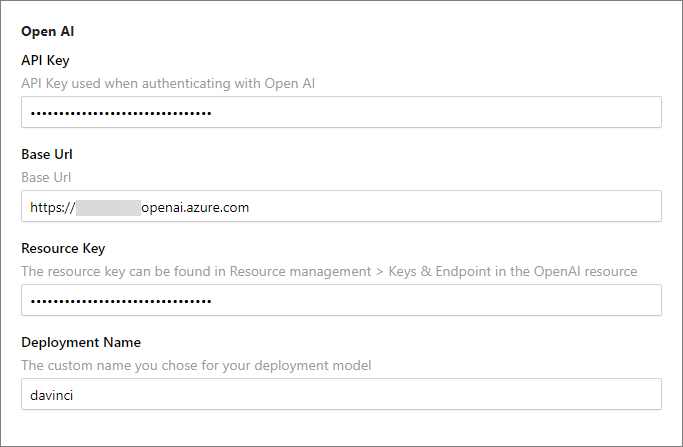 Open AI
API Key
API Key used when authenticating with Open AI
••••••••••••••••••••••••••••••••
Base Url
Base Url
https:// openai.azure.com
Resource Key
The resource key can be found in Resource management > Keys & Endpoint in the OpenAI resource
••••••••••••••••••••••••••••••••
Deployment Name
The custom name you chose for your deployment model
davinci